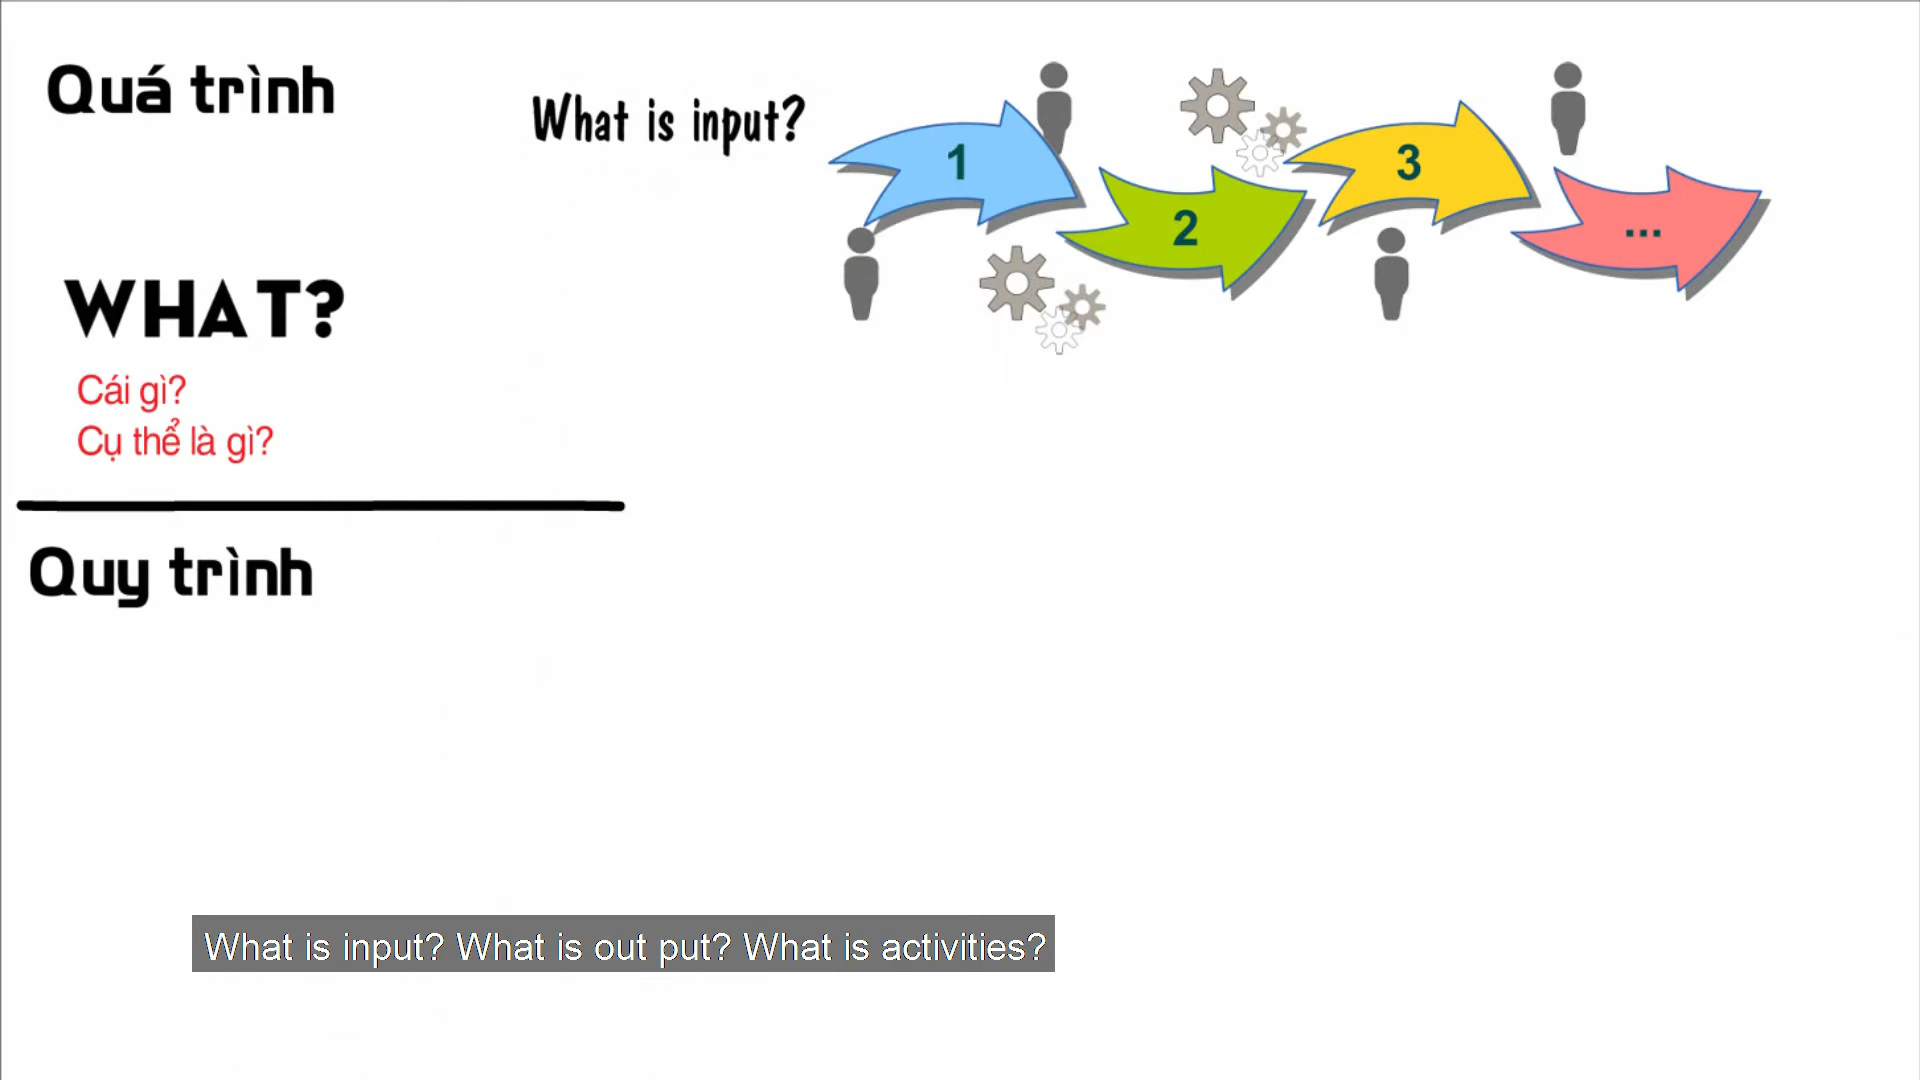 Quá trình
What is input?
1
2
3
...
WHAT?
Cái gì?
Cụ thể là gì?
Quy trình
What is input? What is out put? What is activities?